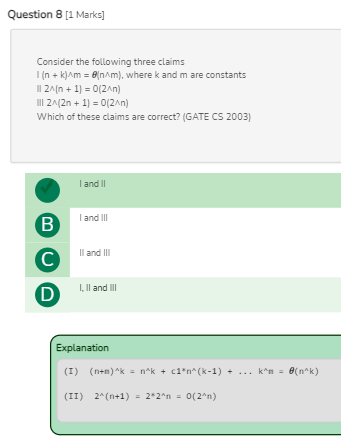 Question 8 [1 Marks]
Consider the following three claims
I (n + k)^m = θ(n^m), where k and m are constants
II 2^(n + 1) = 0(2^n)
III 2^(2n + 1) = 0(2^n)
Which of these claims are correct? (GATE CS 2003)
I and II
B I and III
C II and III
D I, II and III
Explanation
(I) (n+m)^k = n^k + c1*n^(k-1) + ... k^m = θ(n^k)
(II) 2^(n+1) = 2*2^n = O(2^n)